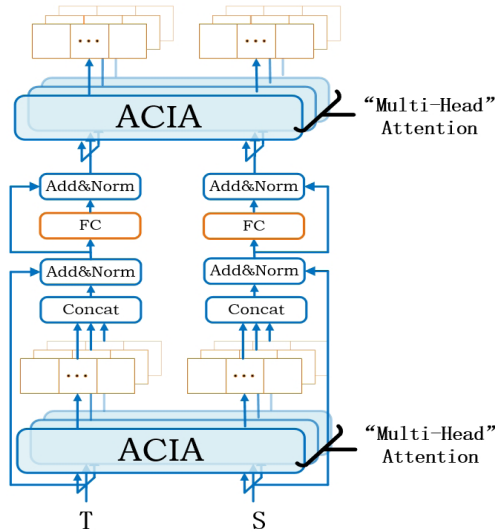 ... ...
ACIA
“Multi-Head”
Attention
Add&Norm Add&Norm
FC FC
Add&Norm Add&Norm
Concat Concat
... ...
ACIA
“Multi-Head”
Attention
T S